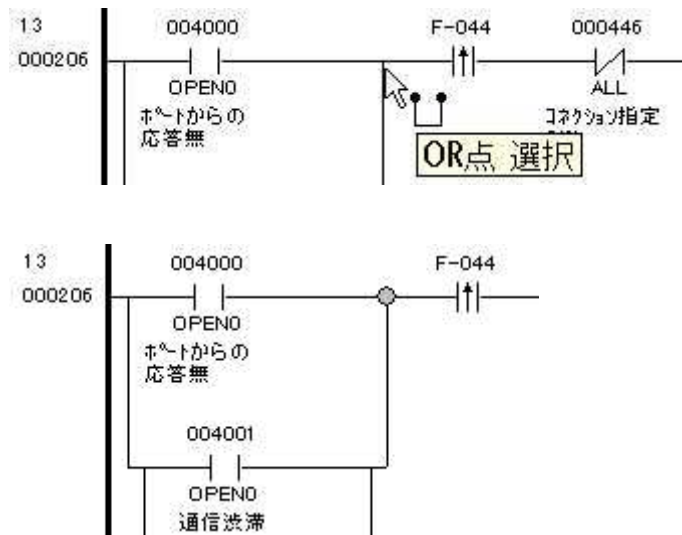 13
004000
F-044
000446
000206
OPEN0
ALL
ﾎﾟｰﾄからの
応答無
ｺﾈｸｼｮﾝ指定
OR点 選択
13
004000
F-044
000206
OPEN0
ﾎﾟｰﾄからの
応答無
004001
OPEN0
通信渋滞